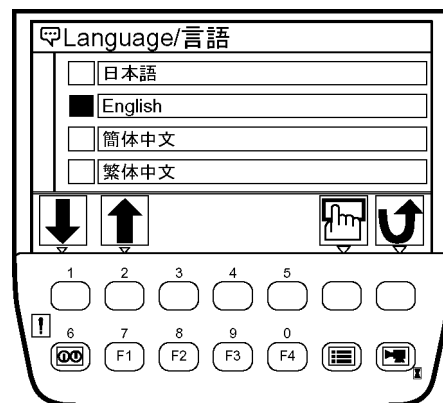 Language/言語
日本語
English
簡体中文
繁体中文
1 2 3 4 5
! 6 7 8 9 0
F1 F2 F3 F4